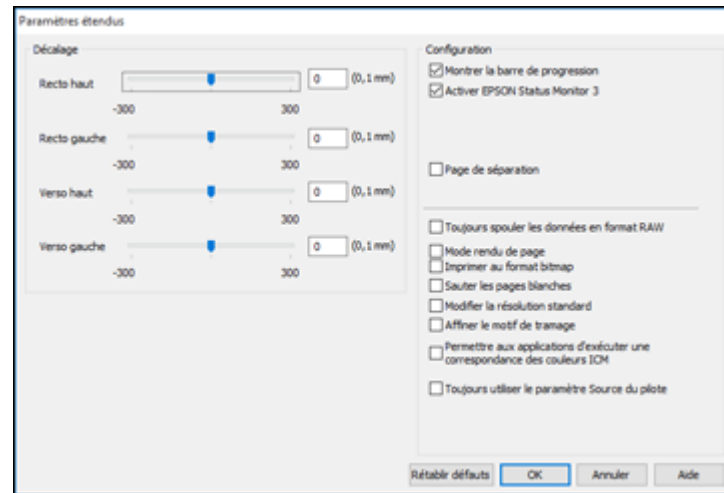 Paramètres étendus
Décalage
Recto haut
0 (0,1 mm)
-300 300
Recto gauche
0 (0,1 mm)
-300 300
Verso haut
0 (0,1 mm)
-300 300
Verso gauche
0 (0,1 mm)
-300 300
Configuration
Montrer la barre de progression
Activer EPSON Status Monitor 3
Page de séparation
Toujours spouler les données en format RAW
Mode rendu de page
Imprimer au format bitmap
Sauter les pages blanches
Modifier la résolution standard
Affiner le motif de tramage
Permettre aux applications d'exécuter une
correspondance des couleurs ICM
Toujours utiliser le paramètre Source du pilote
Rétablir défauts OK Annuler Aide